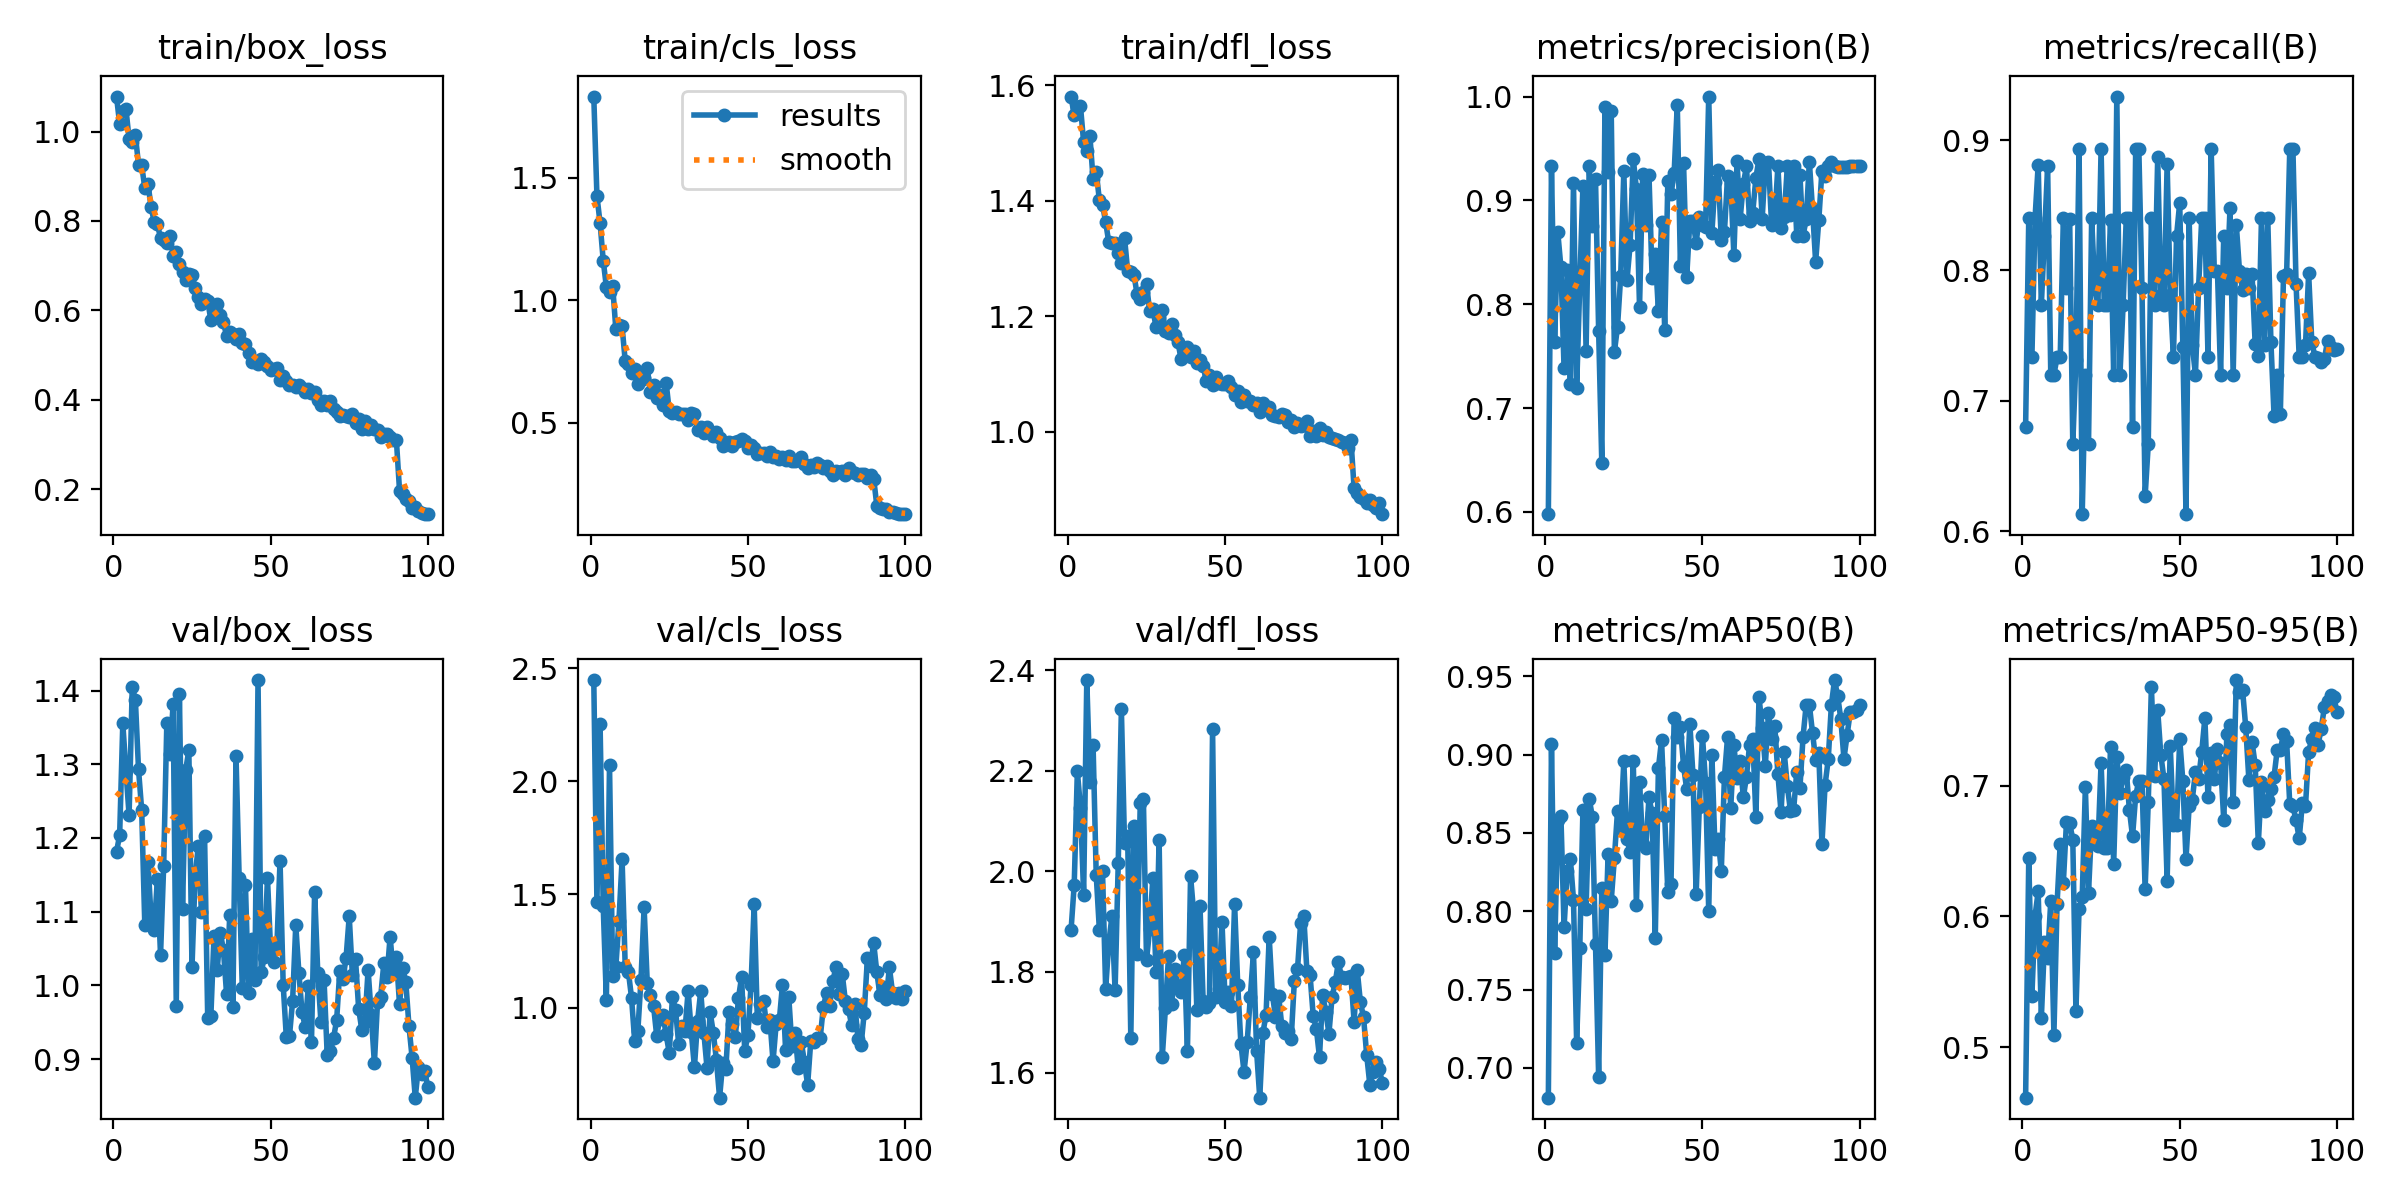 train/box_loss
1.0
0.8
0.6
0.4
0.2
0 50 100
train/cls_loss
results
smooth
1.5
1.0
0.5
0 50 100
train/dfl_loss
1.6
1.4
1.2
1.0
0 50 100
metrics/precision(B)
1.0
0.9
0.8
0.7
0.6
0 50 100
metrics/recall(B)
0.9
0.8
0.7
0.6
0 50 100
val/box_loss
1.4
1.3
1.2
1.1
1.0
0.9
0 50 100
val/cls_loss
2.5
2.0
1.5
1.0
0 50 100
val/dfl_loss
2.4
2.2
2.0
1.8
1.6
0 50 100
metrics/mAP50(B)
0.95
0.90
0.85
0.80
0.75
0.70
0 50 100
metrics/mAP50-95(B)
0.7
0.6
0.5
0 50 100